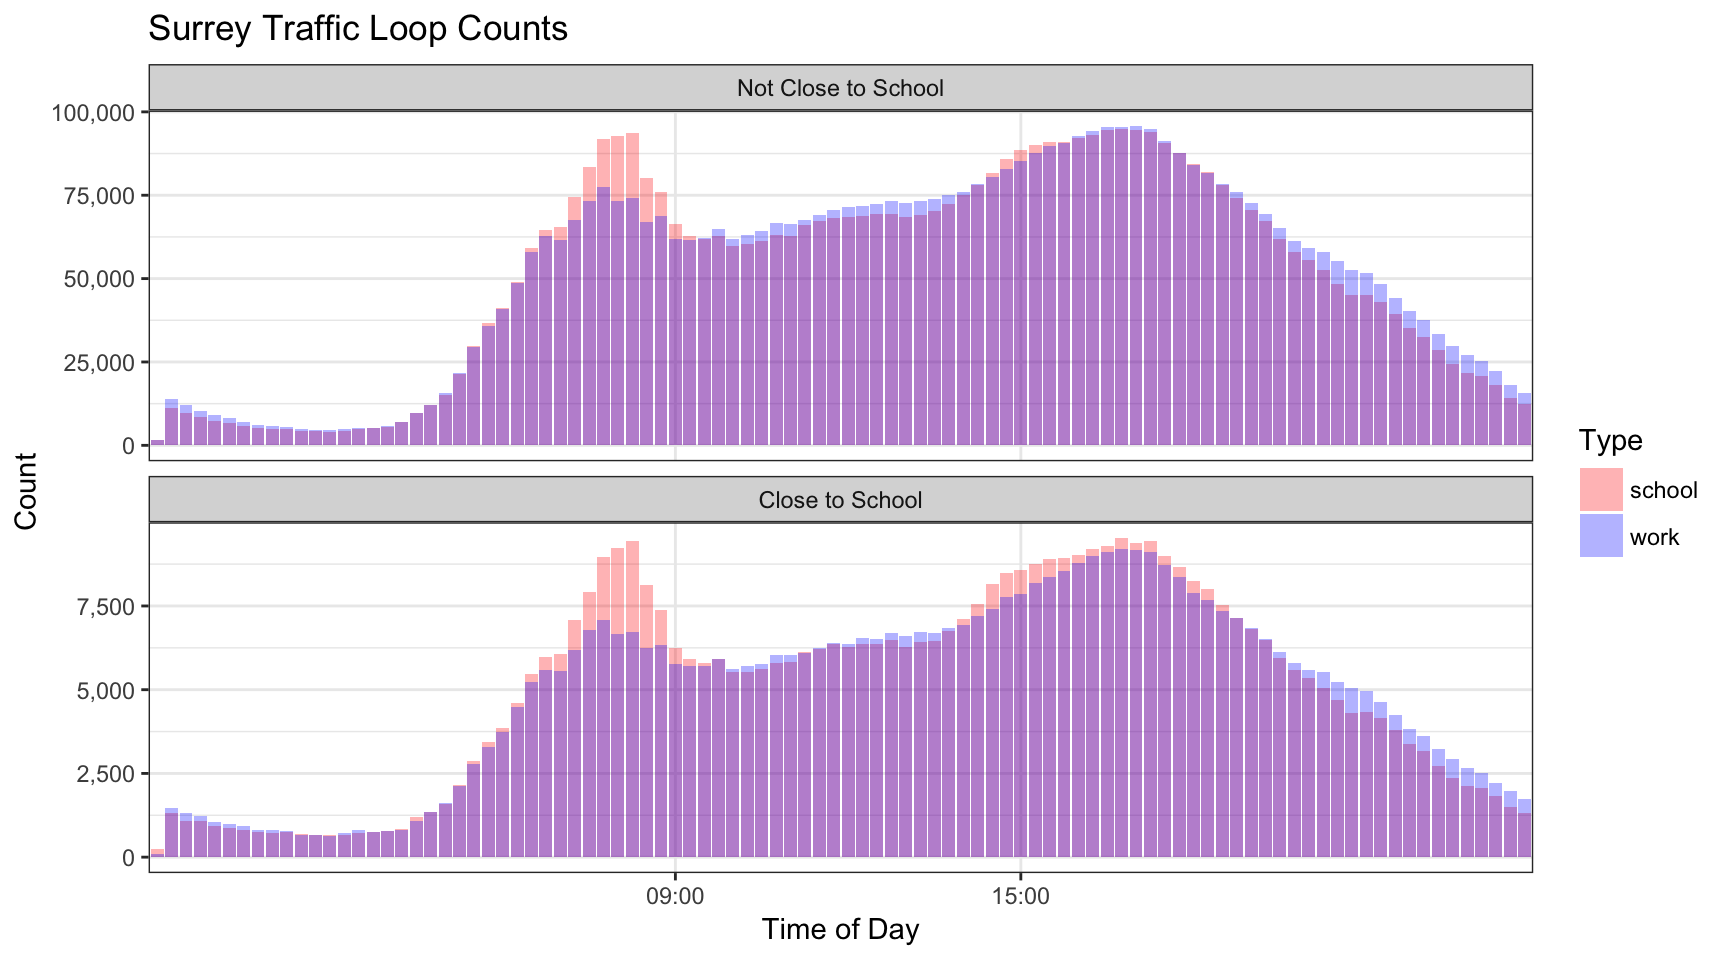 Surrey Traffic Loop Counts
Not Close to School
100,000
75,000
50,000
25,000
0
Count
Close to School
7,500
5,000
2,500
0
09:00
15:00
Time of Day
Type
school
work